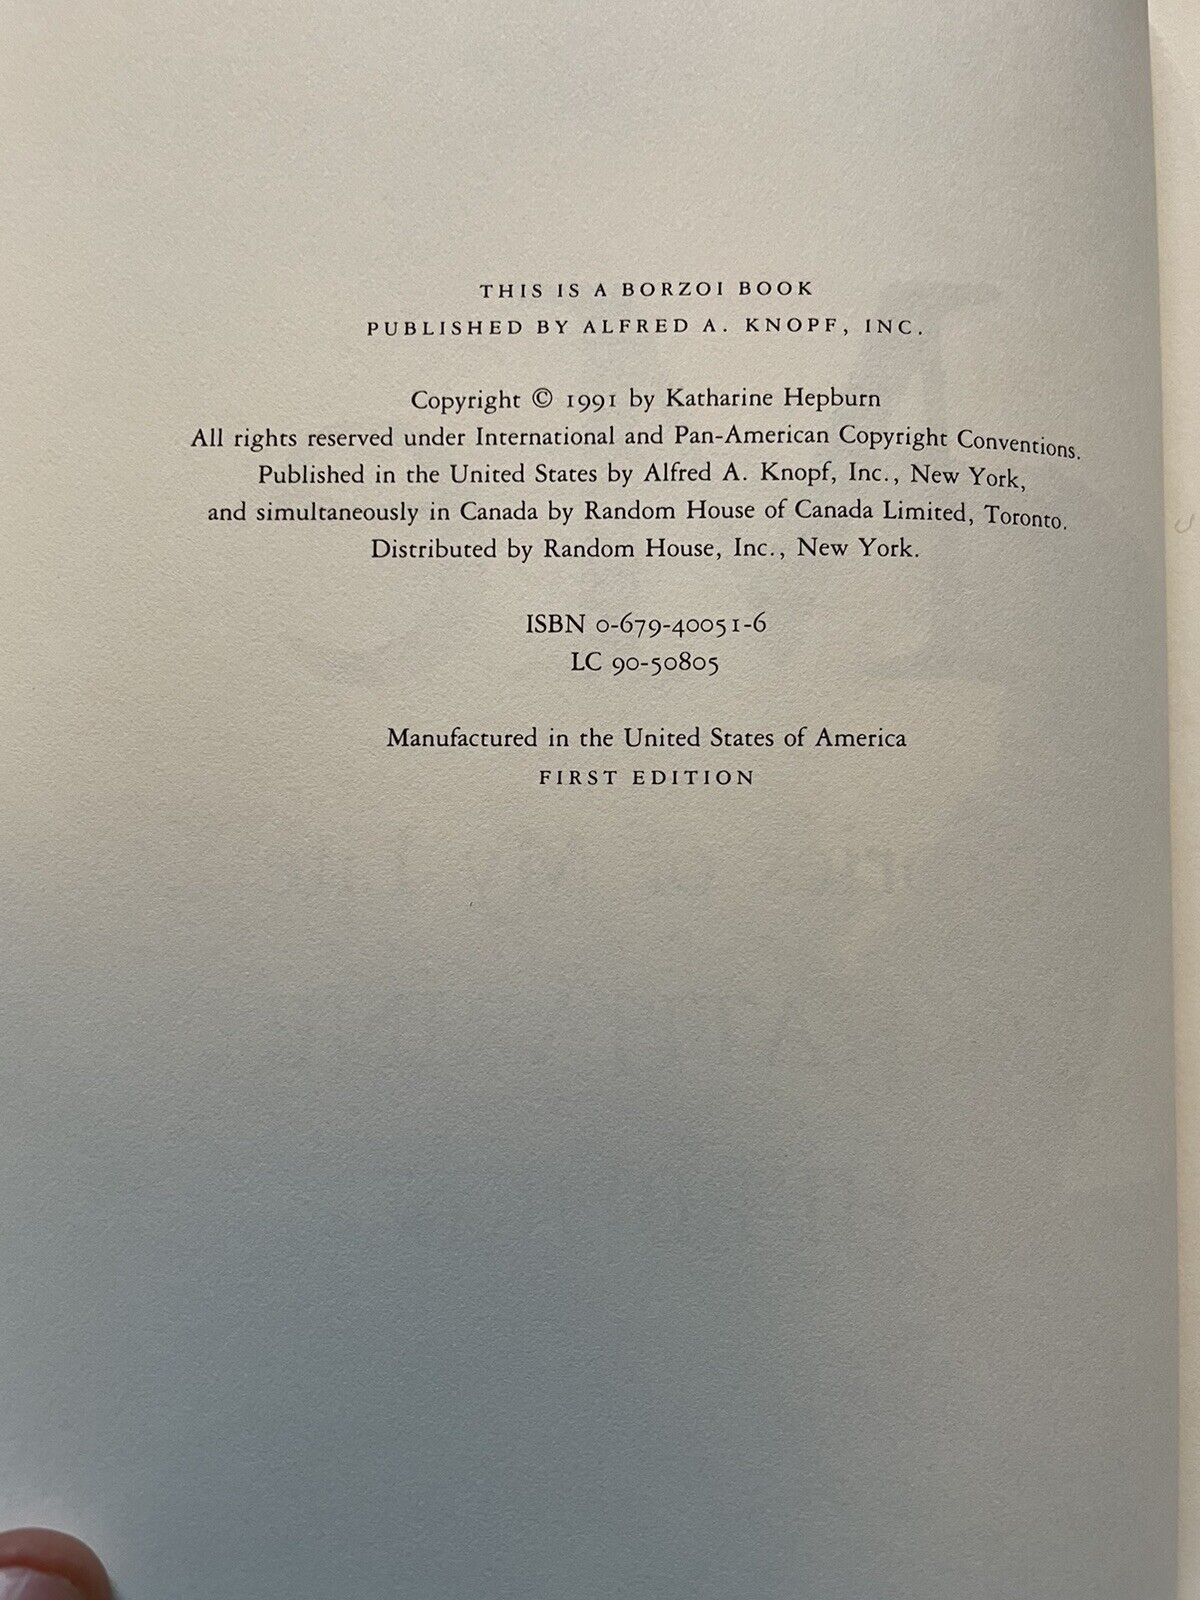 THIS IS A BORZOI BOOK
PUBLISHED BY ALFRED A. KNOPF, INC.
Copyright © 1991 by Katharine Hepburn
All rights reserved under International and Pan-American Copyright Conventions.
Published in the United States by Alfred A. Knopf, Inc., New York,
and simultaneously in Canada by Random House of Canada Limited, Toronto.
Distributed by Random House, Inc., New York.
ISBN 0-679-40051-6
LC 90-50805
Manufactured in the United States of America
FIRST EDITION